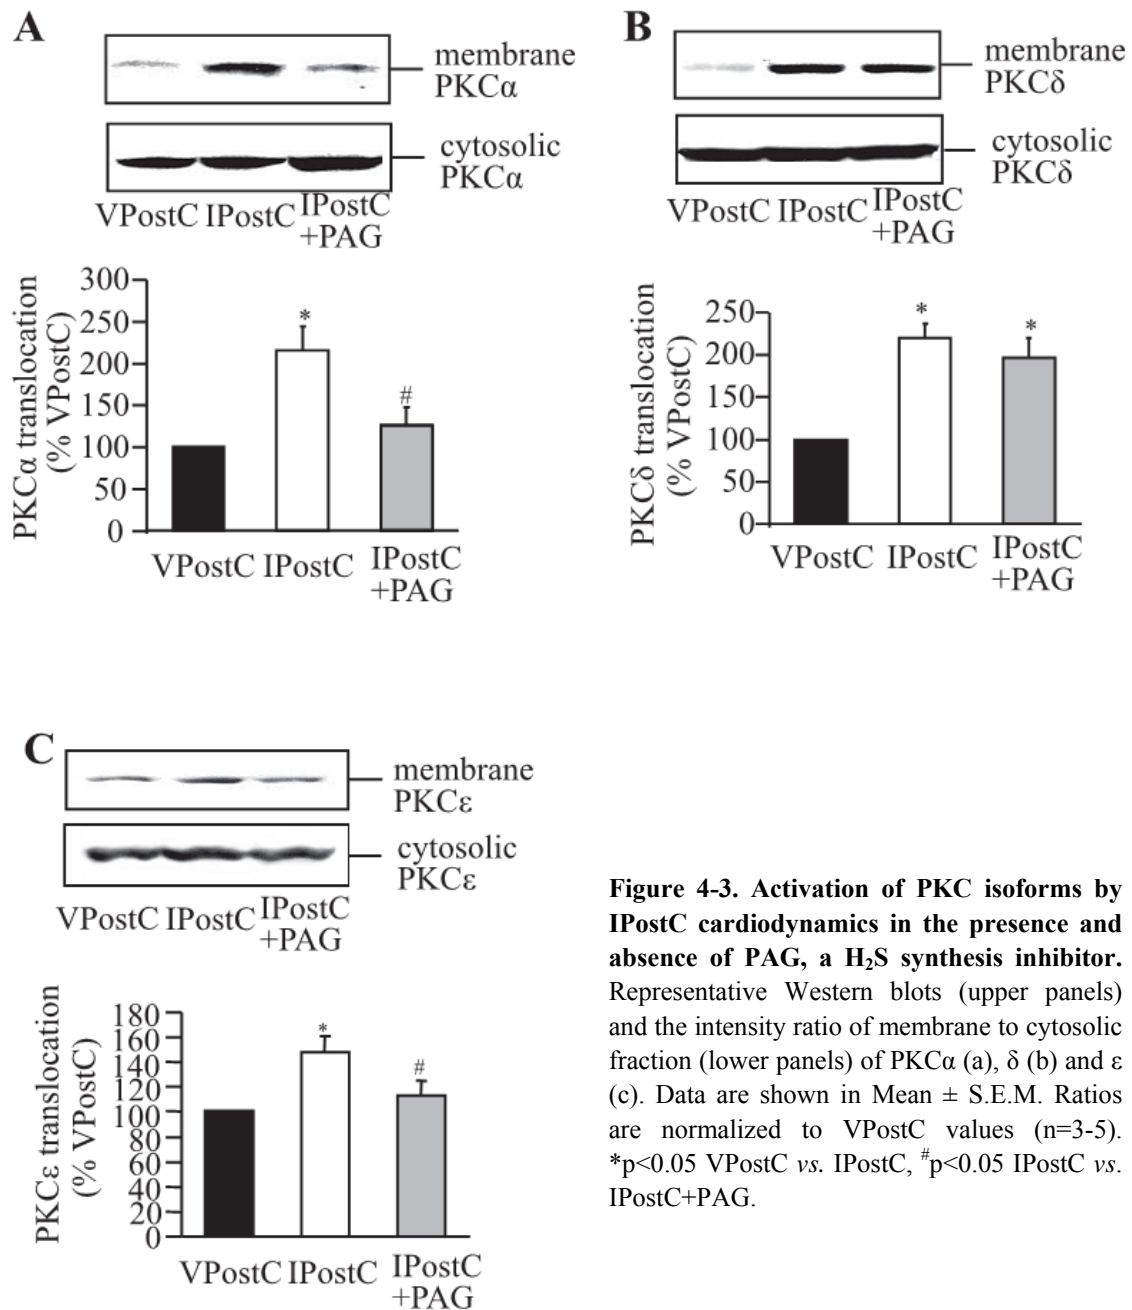 A
membrane
PKCα
cytosolic
PKCα
VPostC IPostC IPostC
+PAG
PKCα translocation
(% VPostC)
300
250
200
150
100
50
0
*
#
VPostC IPostC IPostC
+PAG
B
membrane
PKCδ
cytosolic
PKCδ
VPostC IPostC IPostC
+PAG
PKCδ translocation
(% VPostC)
250
200
150
100
50
0
*
*
VPostC IPostC IPostC
+PAG
C
membrane
PKCε
cytosolic
PKCε
VPostC IPostC IPostC
+PAG
PKCε translocation
(% VPostC)
180
160
140
120
100
80
60
40
20
0
*
#
VPostC IPostC IPostC
+PAG
Figure 4-3. Activation of PKC isoforms by
IPostC cardiodynamics in the presence and
absence of PAG, a H₂S synthesis inhibitor.
Representative Western blots (upper panels)
and the intensity ratio of membrane to cytosolic
fraction (lower panels) of PKCα (a), δ (b) and ε
(c). Data are shown in Mean ± S.E.M. Ratios
are normalized to VPostC values (n=3-5).
*p<0.05 VPostC vs. IPostC, #p<0.05 IPostC vs.
IPostC+PAG.